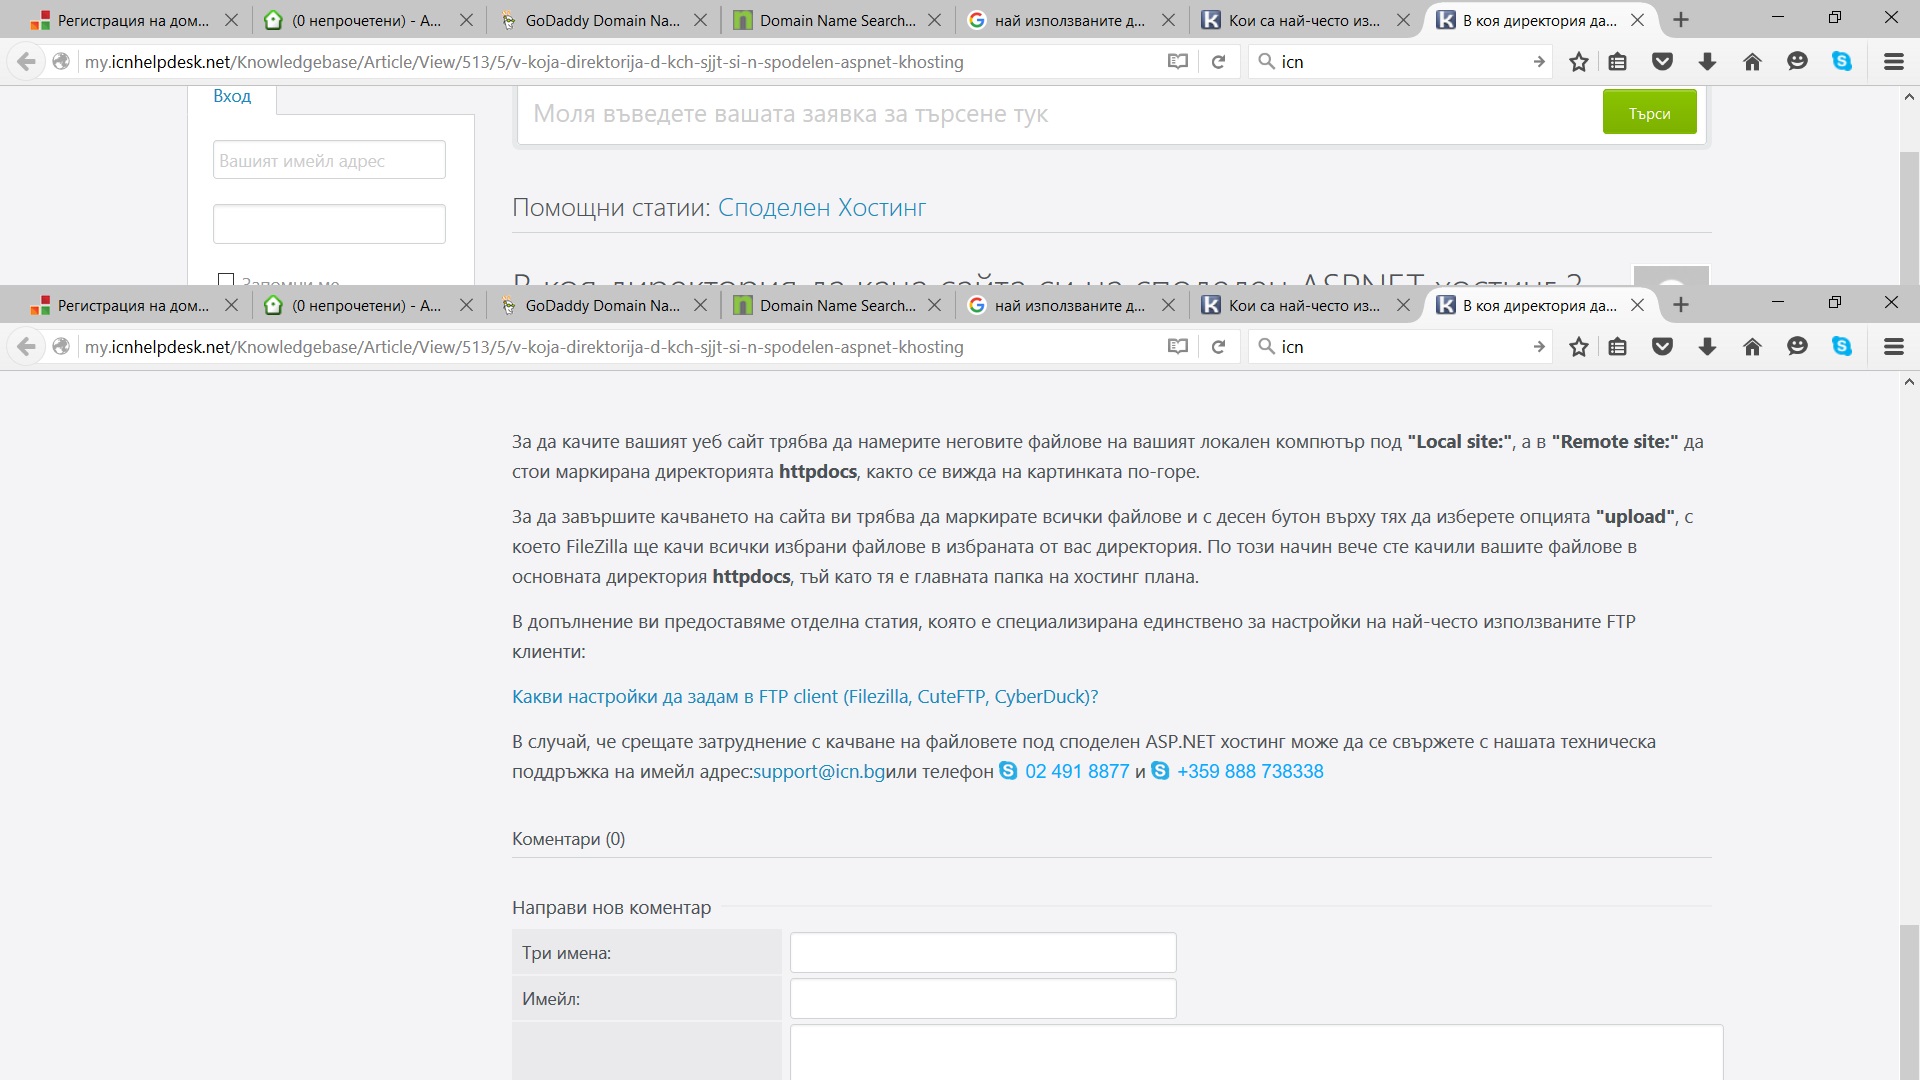 Регистрация на дом...
(0 непрочетени) - А...
GoDaddy Domain Na...
Domain Name Search...
най използваните д...
Кои са най-често из...
В коя директория да...
my.icnhelpdesk.net/Knowledgebase/Article/View/513/5/v-koja-direktorija-d-kch-sjjt-si-n-spodelen-aspnet-khosting
icn
Вход
Моля въведете вашата заявка за търсене тук
Търси
Вашият имейл адрес
Помощни статии: Споделен Хостинг
Запомни ме
В коя директория да кача сайта си на споделен ASP.NET хостинг ?
Регистрация на дом...
(0 непрочетени) - А...
GoDaddy Domain Na...
Domain Name Search...
най използваните д...
Кои са най-често из...
В коя директория да...
my.icnhelpdesk.net/Knowledgebase/Article/View/513/5/v-koja-direktorija-d-kch-sjjt-si-n-spodelen-aspnet-khosting
icn
За да качите вашият уеб сайт трябва да намерите неговите файлове на вашият локален компютър под "Local site:", а в "Remote site:" да
стои маркирана директорията httpdocs, както се вижда на картинката по-горе.
За да завършите качването на сайта ви трябва да маркирате всички файлове и с десен бутон върху тях да изберете опцията "upload", с
което FileZilla ще качи всички избрани файлове в избраната от вас директория. По този начин вече сте качили вашите файлове в
основната директория httpdocs, тъй като тя е главната папка на хостинг плана.
В допълнение ви предоставяме отделна статия, която е специализирана единствено за настройки на най-често използваните FTP
клиенти:
Какви настройки да задам в FTP client (Filezilla, CuteFTP, CyberDuck)?
В случай, че срещате затруднение с качване на файловете под споделен ASP.NET хостинг може да се свържете с нашата техническа
поддръжка на имейл адрес:support@icn.bgили телефон 02 491 8877 и +359 888 738338
Коментари (0)
Направи нов коментар
Три имена:
Имейл: